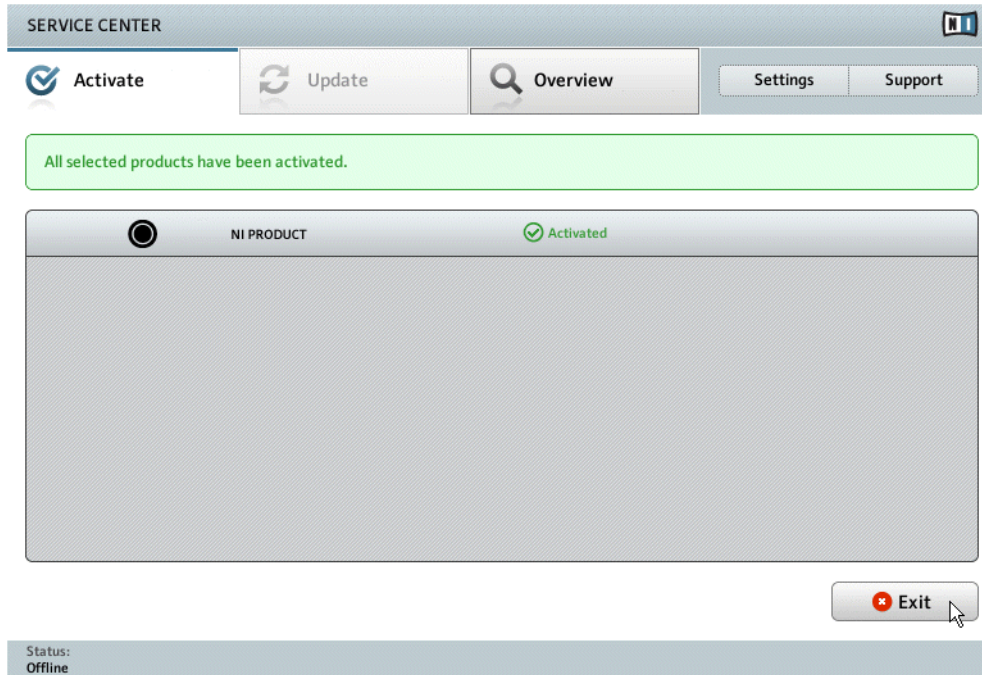 SERVICE CENTER
NI
Activate
Update
Overview
Settings
Support
All selected products have been activated.
NI PRODUCT
Activated
Exit
Status:
Offline